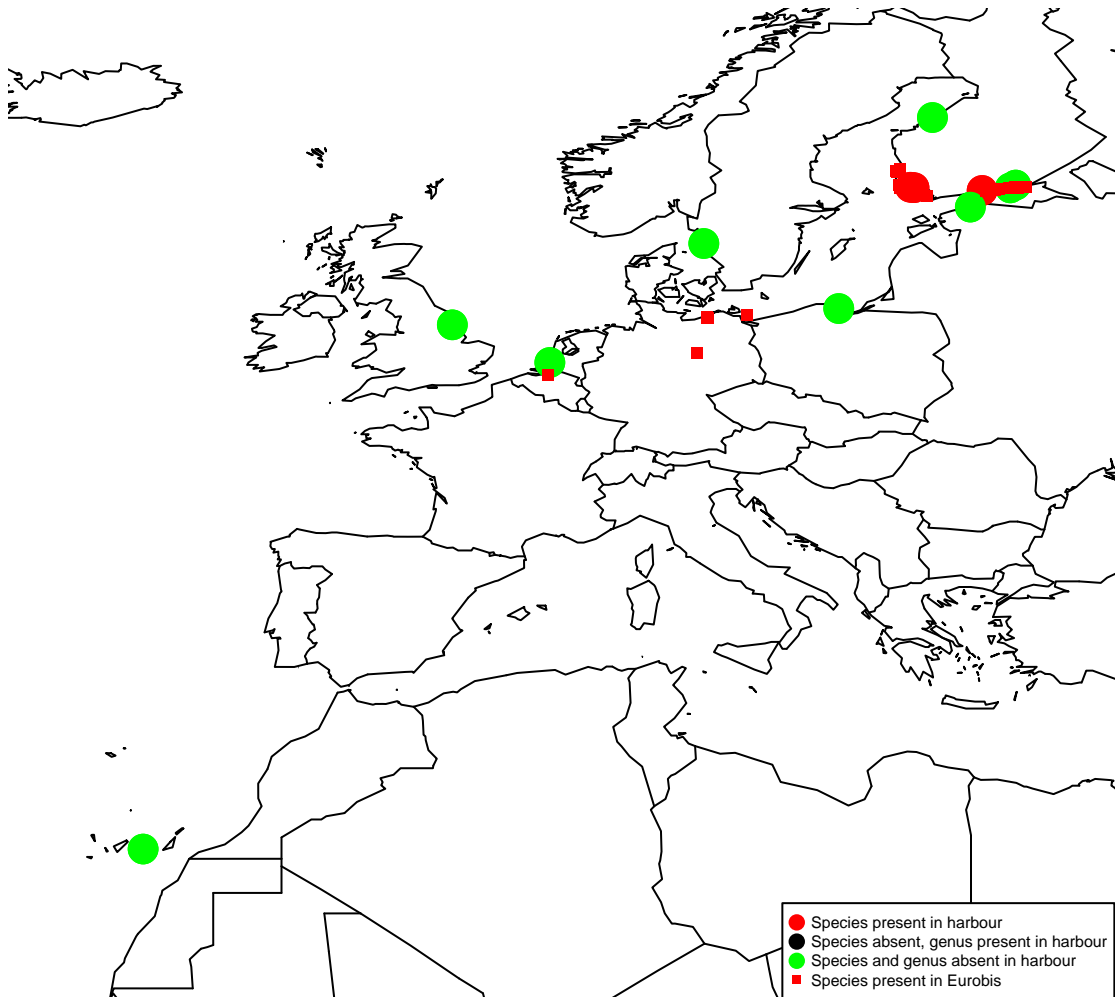 Species present in harbour
Species absent, genus present in harbour
Species and genus absent in harbour
Species present in Eurobis